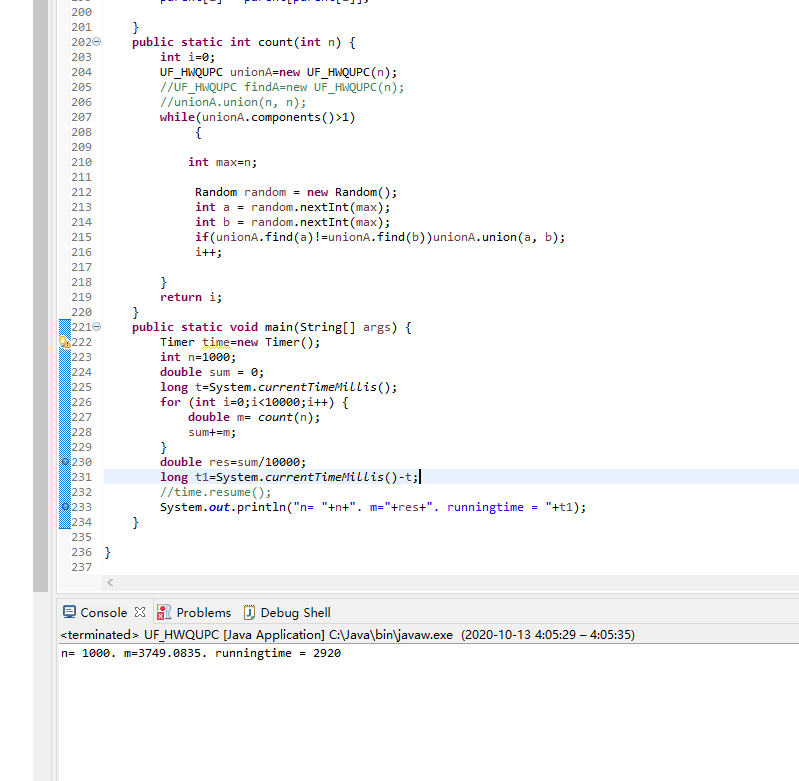 200
201 }
202 public static int count(int n) {
203 int i=0;
204 UF_HWQUPC unionA=new UF_HWQUPC(n);
205 //UF_HWQUPC findA=new UF_HWQUPC(n);
206 //unionA.union(n, n);
207 while(unionA.components()>1)
208 {
209
210 int max=n;
211
212 Random random = new Random();
213 int a = random.nextInt(max);
214 int b = random.nextInt(max);
215 if(unionA.find(a)!=unionA.find(b))unionA.union(a, b);
216 i++;
217
218 }
219 return i;
220 }
221 public static void main(String[] args) {
222 Timer time=new Timer();
223 int n=1000;
224 double sum = 0;
225 long t=System.currentTimeMillis();
226 for (int i=0;i<10000;i++) {
227 double m= count(n);
228 sum+=m;
229 }
230 double res=sum/10000;
231 long t1=System.currentTimeMillis()-t;
232 //time.resume();
233 System.out.println("n= "+n+". m="+res+". runningtime = "+t1);
234 }
235
236 }
237
Console Problems Debug Shell
<terminated> UF_HWQUPC [Java Application] C:\Java\bin\javaw.exe (2020-10-13 4:05:29 – 4:05:35)
n= 1000. m=3749.0835. runningtime = 2920